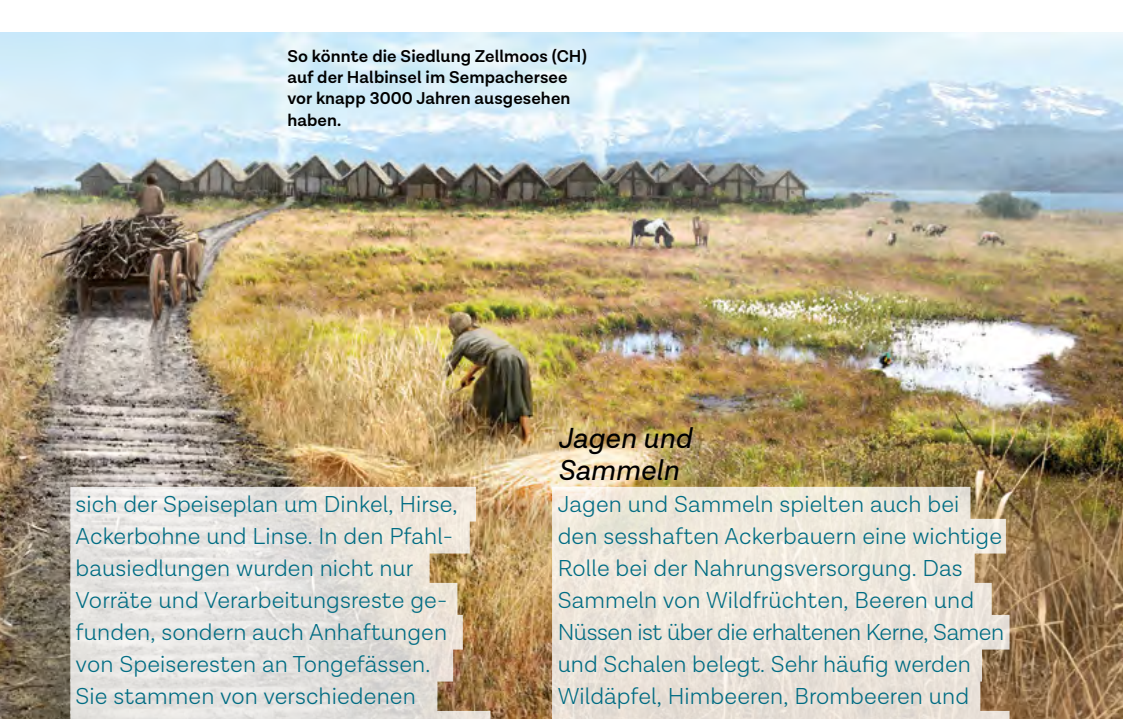 So könnte die Siedlung Zellmoos (CH)
auf der Halbinsel im Sempachersee
vor knapp 3000 Jahren ausgesehen
haben.
sich der Speiseplan um Dinkel, Hirse,
Ackerbohne und Linse. In den Pfahl-
bausiedlungen wurden nicht nur
Vorräte und Verarbeitungsreste ge-
funden, sondern auch Anhaftungen
von Speiseresten an Tongefässen.
Sie stammen von verschiedenen
Jagen und
Sammeln
Jagen und Sammeln spielten auch bei
den sesshaften Ackerbauern eine wichtige
Rolle bei der Nahrungsversorgung. Das
Sammeln von Wildfrüchten, Beeren und
Nüssen ist über die erhaltenen Kerne, Samen
und Schalen belegt. Sehr häufig werden
Wildäpfel, Himbeeren, Brombeeren und